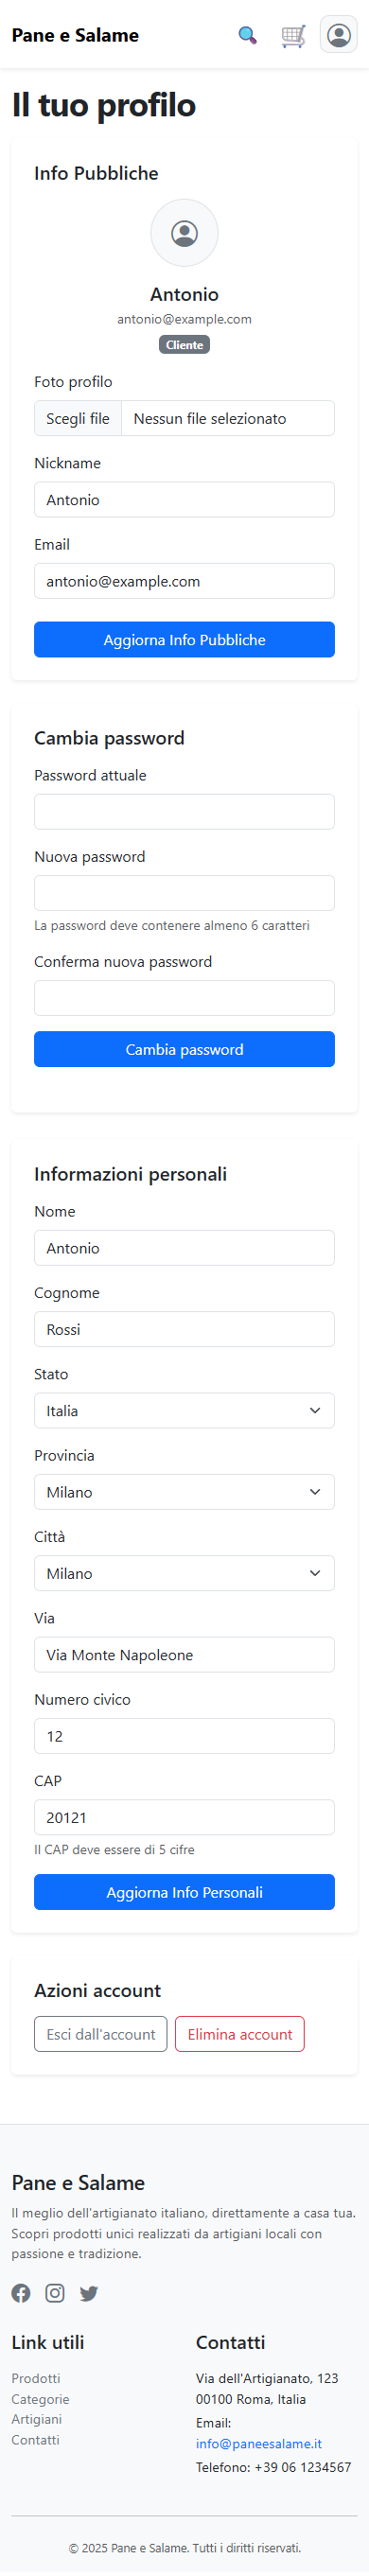 Pane e Salame
Il tuo profilo
Info Pubbliche
Antonio
antonio@example.com
Cliente
Foto profilo
Scegli file Nessun file selezionato
Nickname
Antonio
Email
antonio@example.com
Aggiorna Info Pubbliche
Cambia password
Password attuale
Nuova password
La password deve contenere almeno 6 caratteri
Conferma nuova password
Cambia password
Informazioni personali
Nome
Antonio
Cognome
Rossi
Stato
Italia
Provincia
Milano
Città
Milano
Via
Via Monte Napoleone
Numero civico
12
CAP
20121
Il CAP deve essere di 5 cifre
Aggiorna Info Personali
Azioni account
Esci dall'account Elimina account
Pane e Salame
Il meglio dell'artigianato italiano, direttamente a casa tua.
Scopri prodotti unici realizzati da artigiani locali con
passione e tradizione.
Link utili
Prodotti
Categorie
Artigiani
Contatti
Contatti
Via dell'Artigianato, 123
00100 Roma, Italia
Email:
info@paneesalame.it
Telefono: +39 06 1234567
© 2025 Pane e Salame. Tutti i diritti riservati.